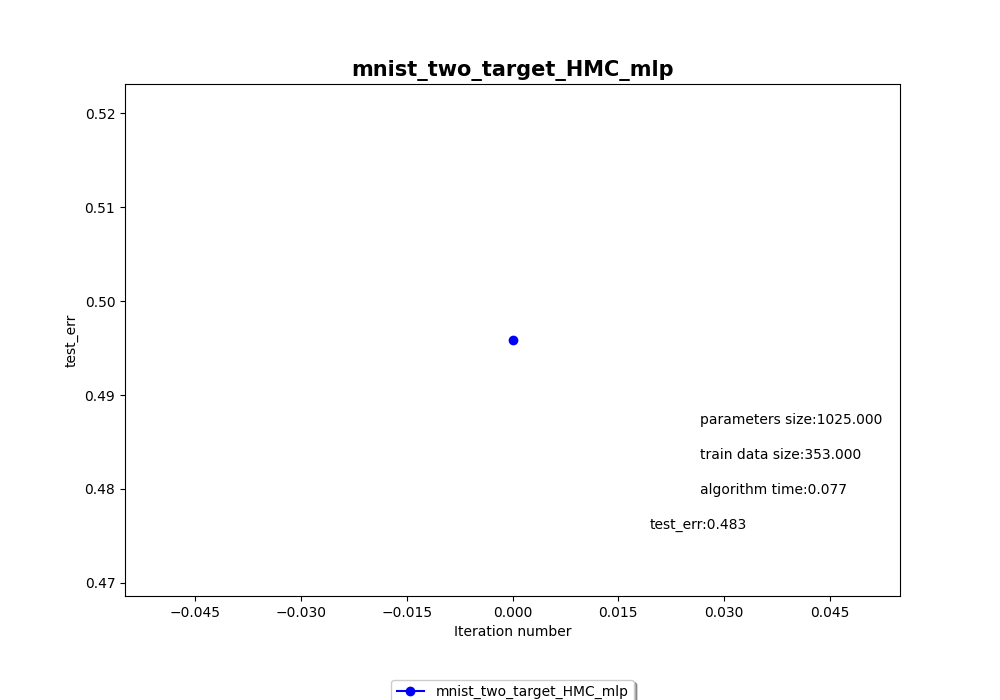 mnist_two_target_HMC_mlp
0.52
0.51
0.50
0.49
0.48
0.47
test_err
parameters size:1025.000
train data size:353.000
algorithm time:0.077
test_err:0.483
−0.045 −0.030 −0.015 0.000 0.015 0.030 0.045
Iteration number
mnist_two_target_HMC_mlp